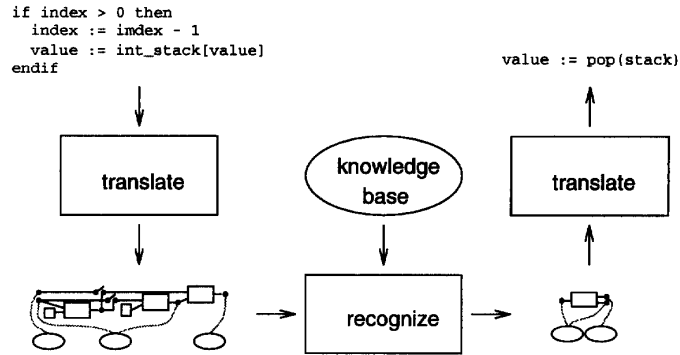 if index > 0 then
index := imdex - 1
value := int_stack[value]
endif
value := pop(stack)
translate
knowledge
base
translate
recognize